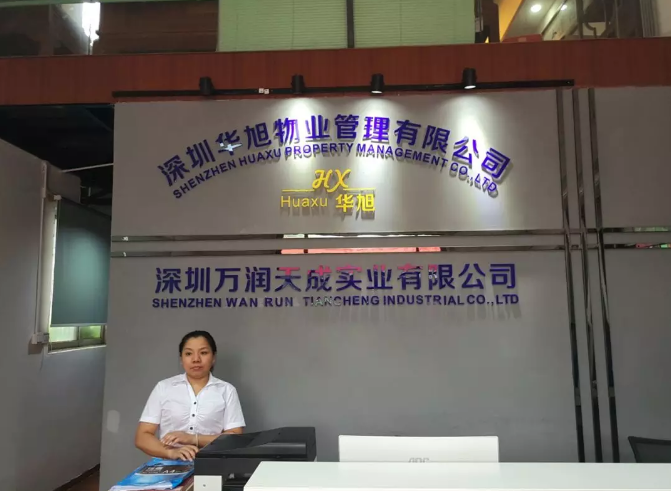 深圳华旭物业管理有限公司
SHENZHEN HUAXU PROPERTY MANAGEMENT CO.,LTD
HX
Huaxu 华旭
深圳万润天成实业有限公司
SHENZHEN WAN RUN TIANCHENG INDUSTRIAL CO.,LTD
AOC